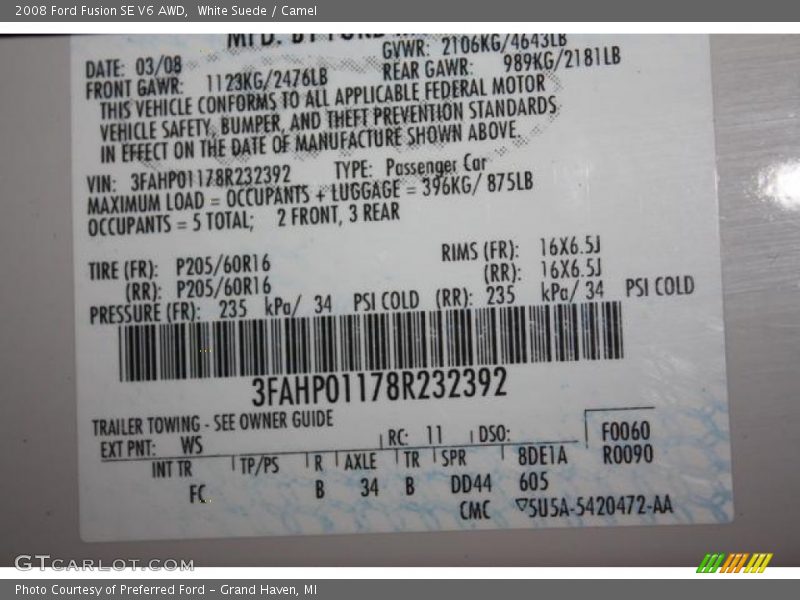 2008 Ford Fusion SE V6 AWD, White Suede / Camel
MFD. BY FORD
DATE: 03/08 GVWR: 2106KG/4643LB
FRONT GAWR: 1123KG/2476LB REAR GAWR: 989KG/2181LB
THIS VEHICLE CONFORMS TO ALL APPLICABLE FEDERAL MOTOR
VEHICLE SAFETY, BUMPER, AND THEFT PREVENTION STANDARDS
IN EFFECT ON THE DATE OF MANUFACTURE SHOWN ABOVE.
VIN: 3FAHP01178R232392 TYPE: Passenger Car
MAXIMUM LOAD = OCCUPANTS + LUGGAGE = 396KG/ 875LB
OCCUPANTS = 5 TOTAL; 2 FRONT, 3 REAR
TIRE (FR): P205/60R16 RIMS (FR): 16X6.5J
(RR): P205/60R16 (RR): 16X6.5J
PRESSURE (FR): 235 kPa/ 34 PSI COLD (RR): 235 kPa/ 34 PSI COLD
3FAHP01178R232392
TRAILER TOWING - SEE OWNER GUIDE
EXT PNT: WS RC: 11 DSO: F0060
INT TR TP/PS R AXLE TR SPR 8DE1A R0090
FC B 34 B DD44 605
CMC ▽5U5A-5420472-AA
GTCARLOT.COM
Photo Courtesy of Preferred Ford – Grand Haven, MI